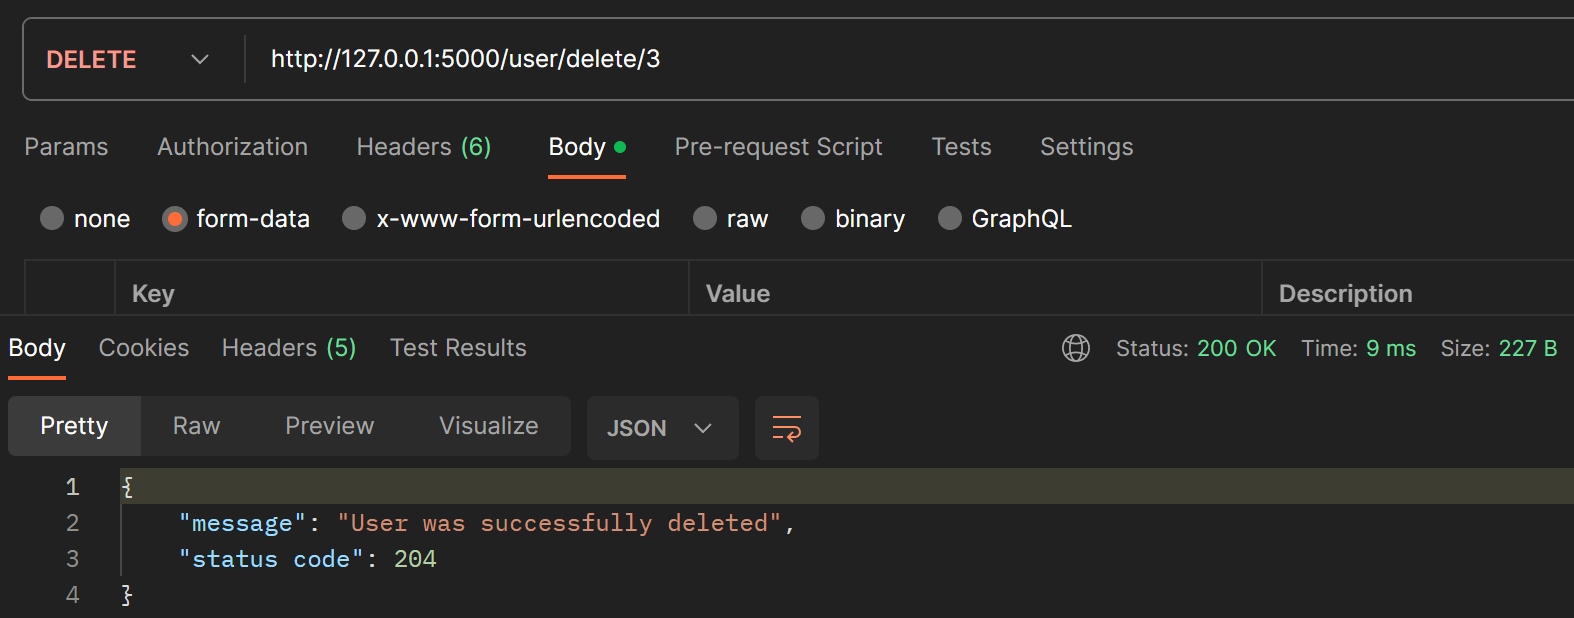 DELETE http://127.0.0.1:5000/user/delete/3
Params Authorization Headers (6) Body Pre-request Script Tests Settings
none form-data x-www-form-urlencoded raw binary GraphQL
Key Value Description
Body Cookies Headers (5) Test Results Status: 200 OK Time: 9 ms Size: 227 B
Pretty Raw Preview Visualize JSON
1 {
2 "message": "User was successfully deleted",
3 "status code": 204
4 }